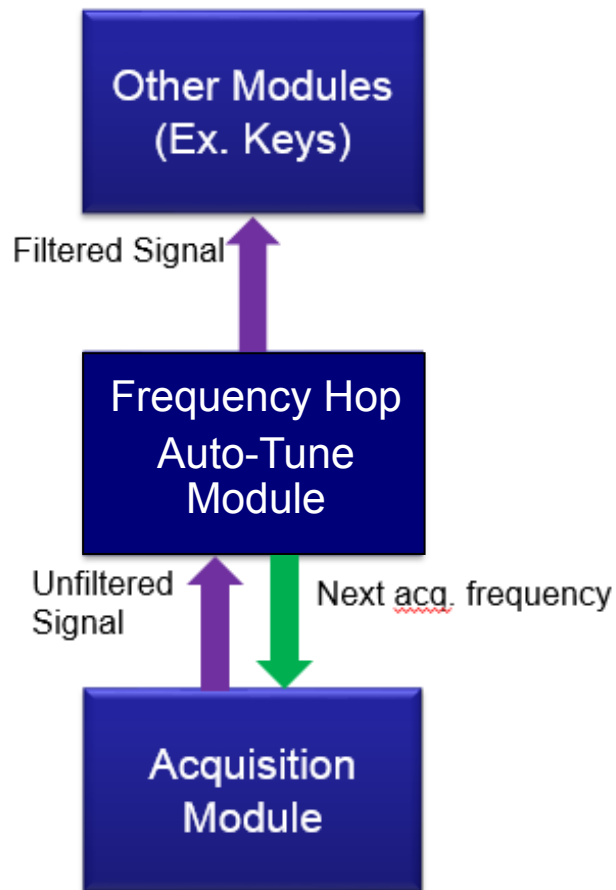 Other Modules
(Ex. Keys)
Filtered Signal
Frequency Hop
Auto-Tune
Module
Unfiltered
Signal
Next acq. frequency
Acquisition
Module